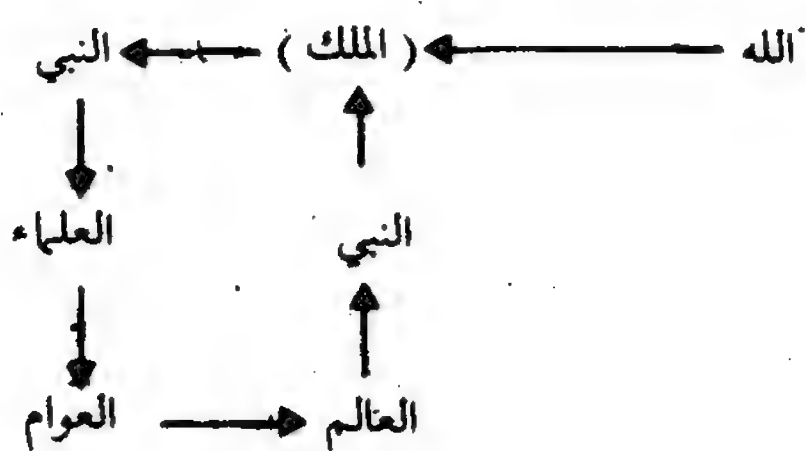 الله ( الملك ) النبي
العلماء النبي
العوام العالم